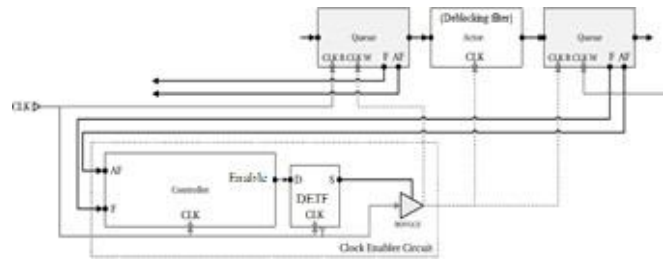 (Deblocking filter)
Queue
Actor
Queue
CLK R CLK W F AF
CLK
CLK R CLK W F AF
CLK
AF
Enable
D S
Controller
DETF
F
CLK
CLK
Clock Enabler Circuit